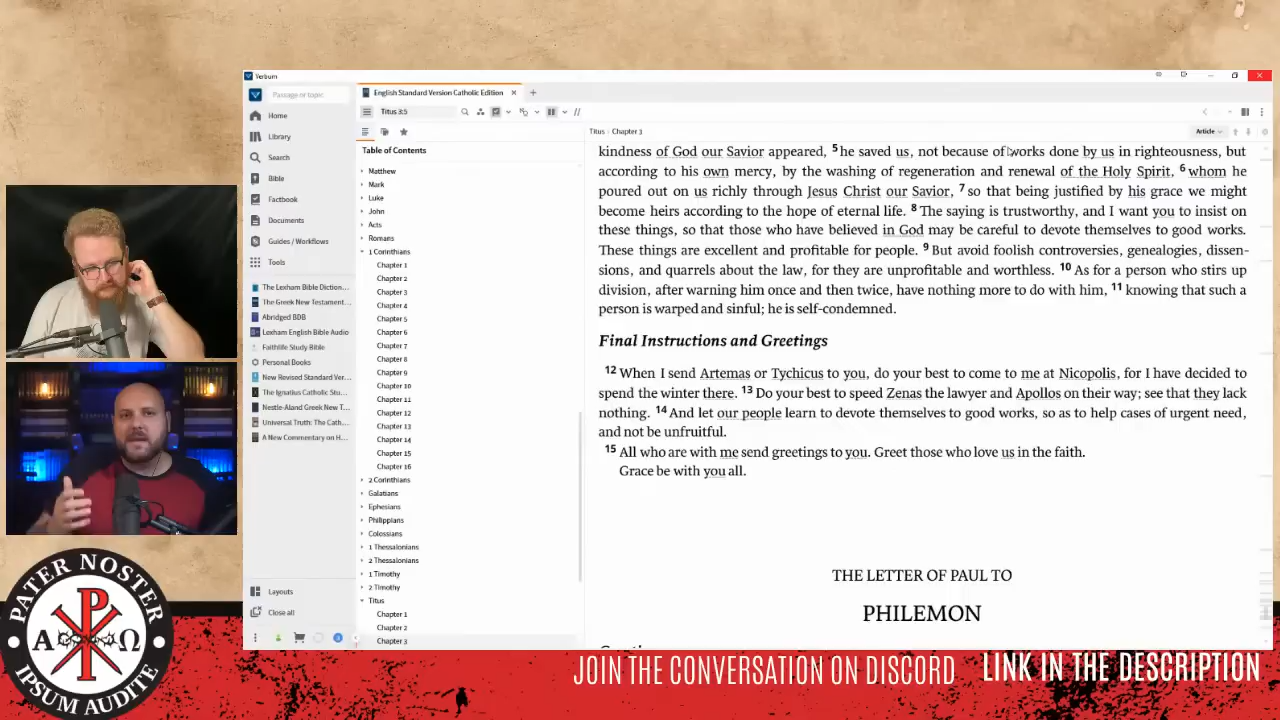 Verbum
English Standard Version Catholic Edition
Passage or topic
Titus 3:5
Home
Library
Search
Bible
Factbook
Documents
Guides / Workflows
Tools
The Lexham Bible Diction...
The Greek New Testament...
Abridged BDB
Lexham English Bible Audio
Faithlife Study Bible
Personal Books
New Revised Standard Ver...
The Ignatius Catholic Stu...
Nestle-Aland Greek New T...
Universal Truth: The Cath...
A New Commentary on H...
Layouts
Close all
Table of Contents
Matthew
Mark
Luke
John
Acts
Romans
1 Corinthians
Chapter 1
Chapter 2
Chapter 3
Chapter 4
Chapter 5
Chapter 6
Chapter 7
Chapter 8
Chapter 9
Chapter 10
Chapter 11
Chapter 12
Chapter 13
Chapter 14
Chapter 15
Chapter 16
2 Corinthians
Galatians
Ephesians
Philippians
Colossians
1 Thessalonians
2 Thessalonians
1 Timothy
2 Timothy
Titus
Chapter 1
Chapter 2
Chapter 3
Titus · Chapter 3
Article
kindness of God our Savior appeared, 5 he saved us, not because of works done by us in righteousness, but
according to his own mercy, by the washing of regeneration and renewal of the Holy Spirit, 6 whom he
poured out on us richly through Jesus Christ our Savior, 7 so that being justified by his grace we might
become heirs according to the hope of eternal life. 8 The saying is trustworthy, and I want you to insist on
these things, so that those who have believed in God may be careful to devote themselves to good works.
These things are excellent and profitable for people. 9 But avoid foolish controversies, genealogies, dissen-
sions, and quarrels about the law, for they are unprofitable and worthless. 10 As for a person who stirs up
division, after warning him once and then twice, have nothing more to do with him, 11 knowing that such a
person is warped and sinful; he is self-condemned.
Final Instructions and Greetings
12 When I send Artemas or Tychicus to you, do your best to come to me at Nicopolis, for I have decided to
spend the winter there. 13 Do your best to speed Zenas the lawyer and Apollos on their way; see that they lack
nothing. 14 And let our people learn to devote themselves to good works, so as to help cases of urgent need,
and not be unfruitful.
15 All who are with me send greetings to you. Greet those who love us in the faith.
Grace be with you all.
THE LETTER OF PAUL TO
PHILEMON
PATER NOSTER
Α Ω
IPSUM AUDITE
JOIN THE CONVERSATION ON DISCORD
LINK IN THE DESCRIPTION